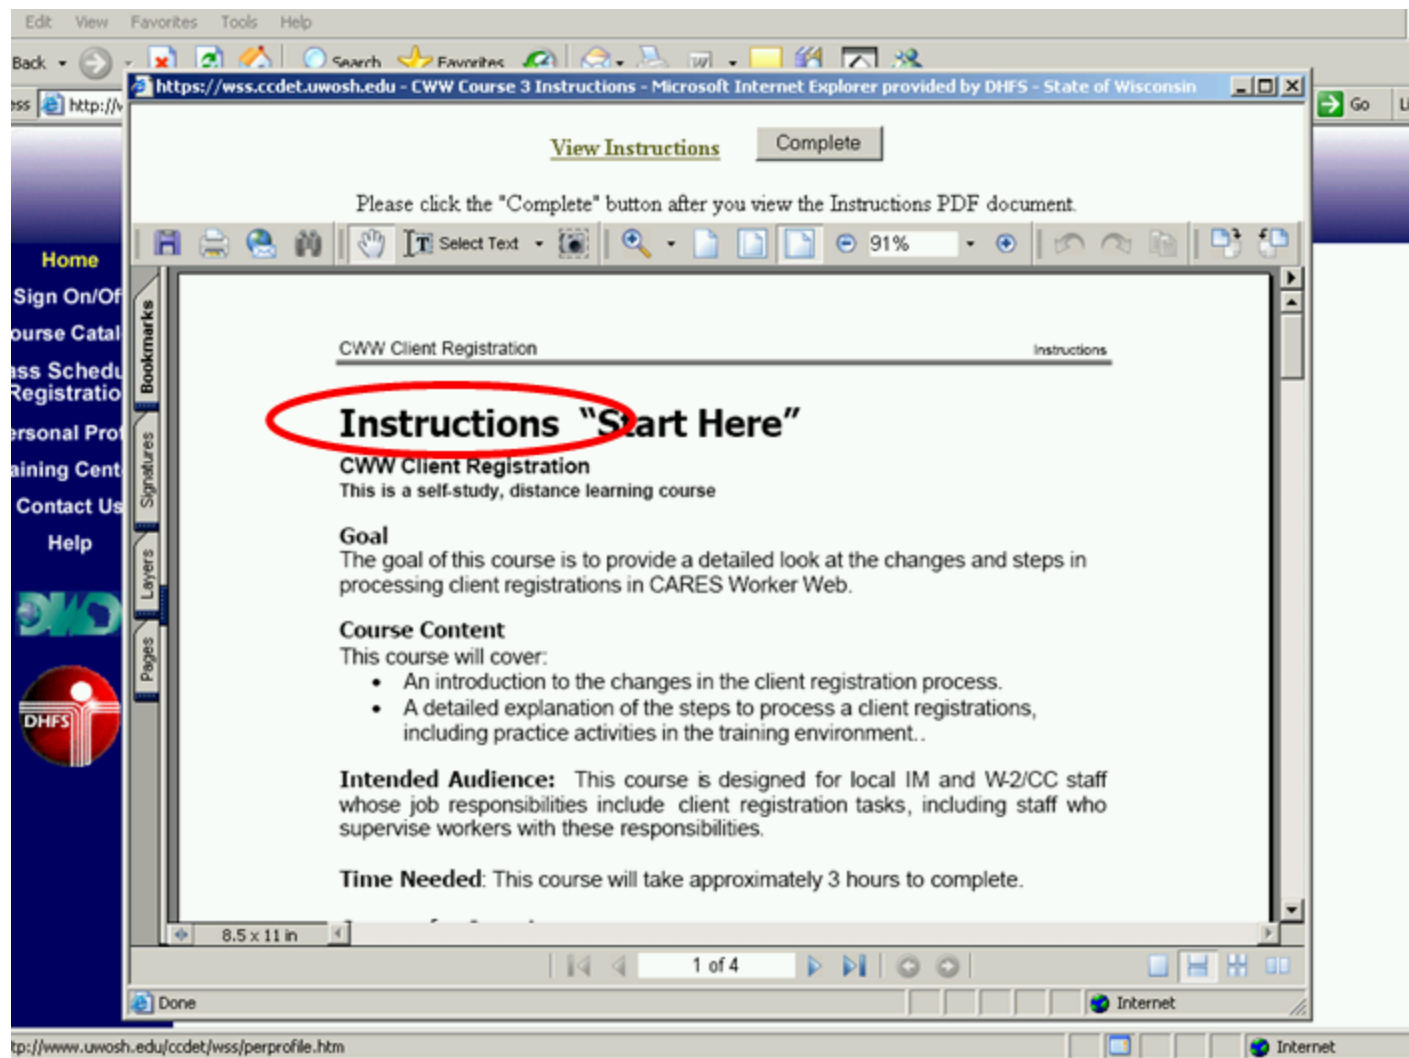 Edit View Favorites Tools Help
Back Search Favorites
https://wss.ccdet.uwosh.edu - CWW Course 3 Instructions - Microsoft Internet Explorer provided by DHFS - State of Wisconsin
http:// Go
View Instructions Complete
Please click the "Complete" button after you view the Instructions PDF document.
Select Text 91%
Home
Sign On/Of
ourse Catal
ass Schedu
Registratio
ersonal Prof
aining Cent
Contact Us
Help
DWD
DHFS
Bookmarks
Signatures
Layers
Pages
CWW Client Registration Instructions
Instructions “Start Here”
CWW Client Registration
This is a self-study, distance learning course
Goal
The goal of this course is to provide a detailed look at the changes and steps in
processing client registrations in CARES Worker Web.
Course Content
This course will cover:
• An introduction to the changes in the client registration process.
• A detailed explanation of the steps to process a client registrations,
including practice activities in the training environment..
Intended Audience: This course is designed for local IM and W-2/CC staff
whose job responsibilities include client registration tasks, including staff who
supervise workers with these responsibilities.
Time Needed: This course will take approximately 3 hours to complete.
8.5 x 11 in
1 of 4
Done Internet
tp://www.uwosh.edu/ccdet/wss/perprofile.htm Internet